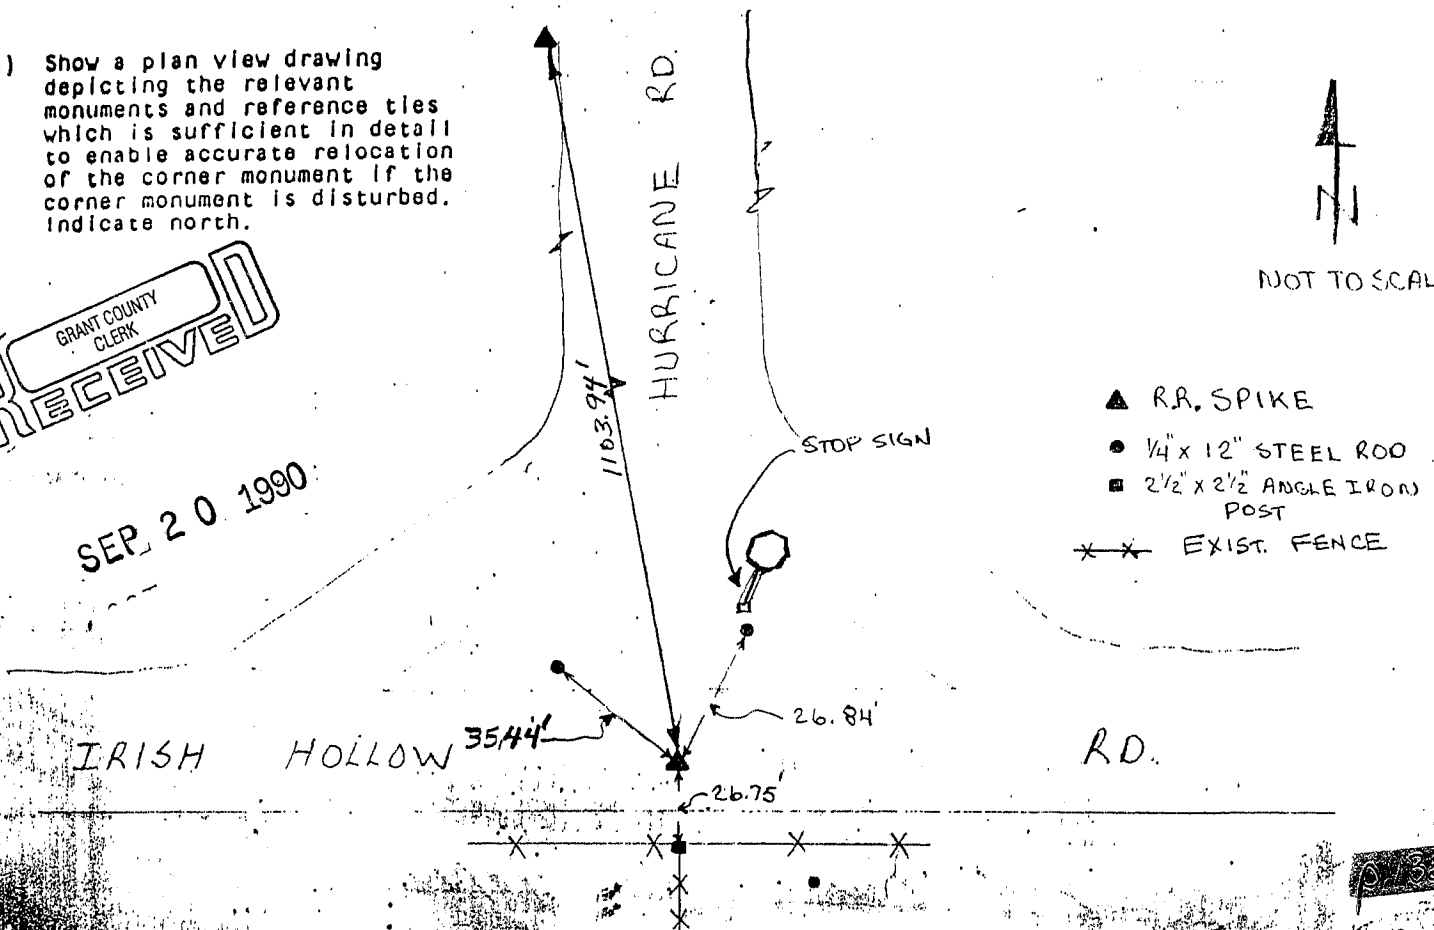 ) Show a plan view drawing
depicting the relevant
monuments and reference ties
which is sufficient in detail
to enable accurate relocation
of the corner monument if the
corner monument is disturbed.
Indicate north.
GRANT COUNTY
CLERK
RECEIVED
SEP 20 1990
HURRICANE RD.
1103.94'
N
NOT TO SCAL
R.R. SPIKE
1/4" x 12" STEEL ROD
2 1/2" x 2 1/2" ANGLE IRON
POST
EXIST. FENCE
STOP SIGN
35.44'
26.84'
IRISH HOLLOW RD.
26.75'